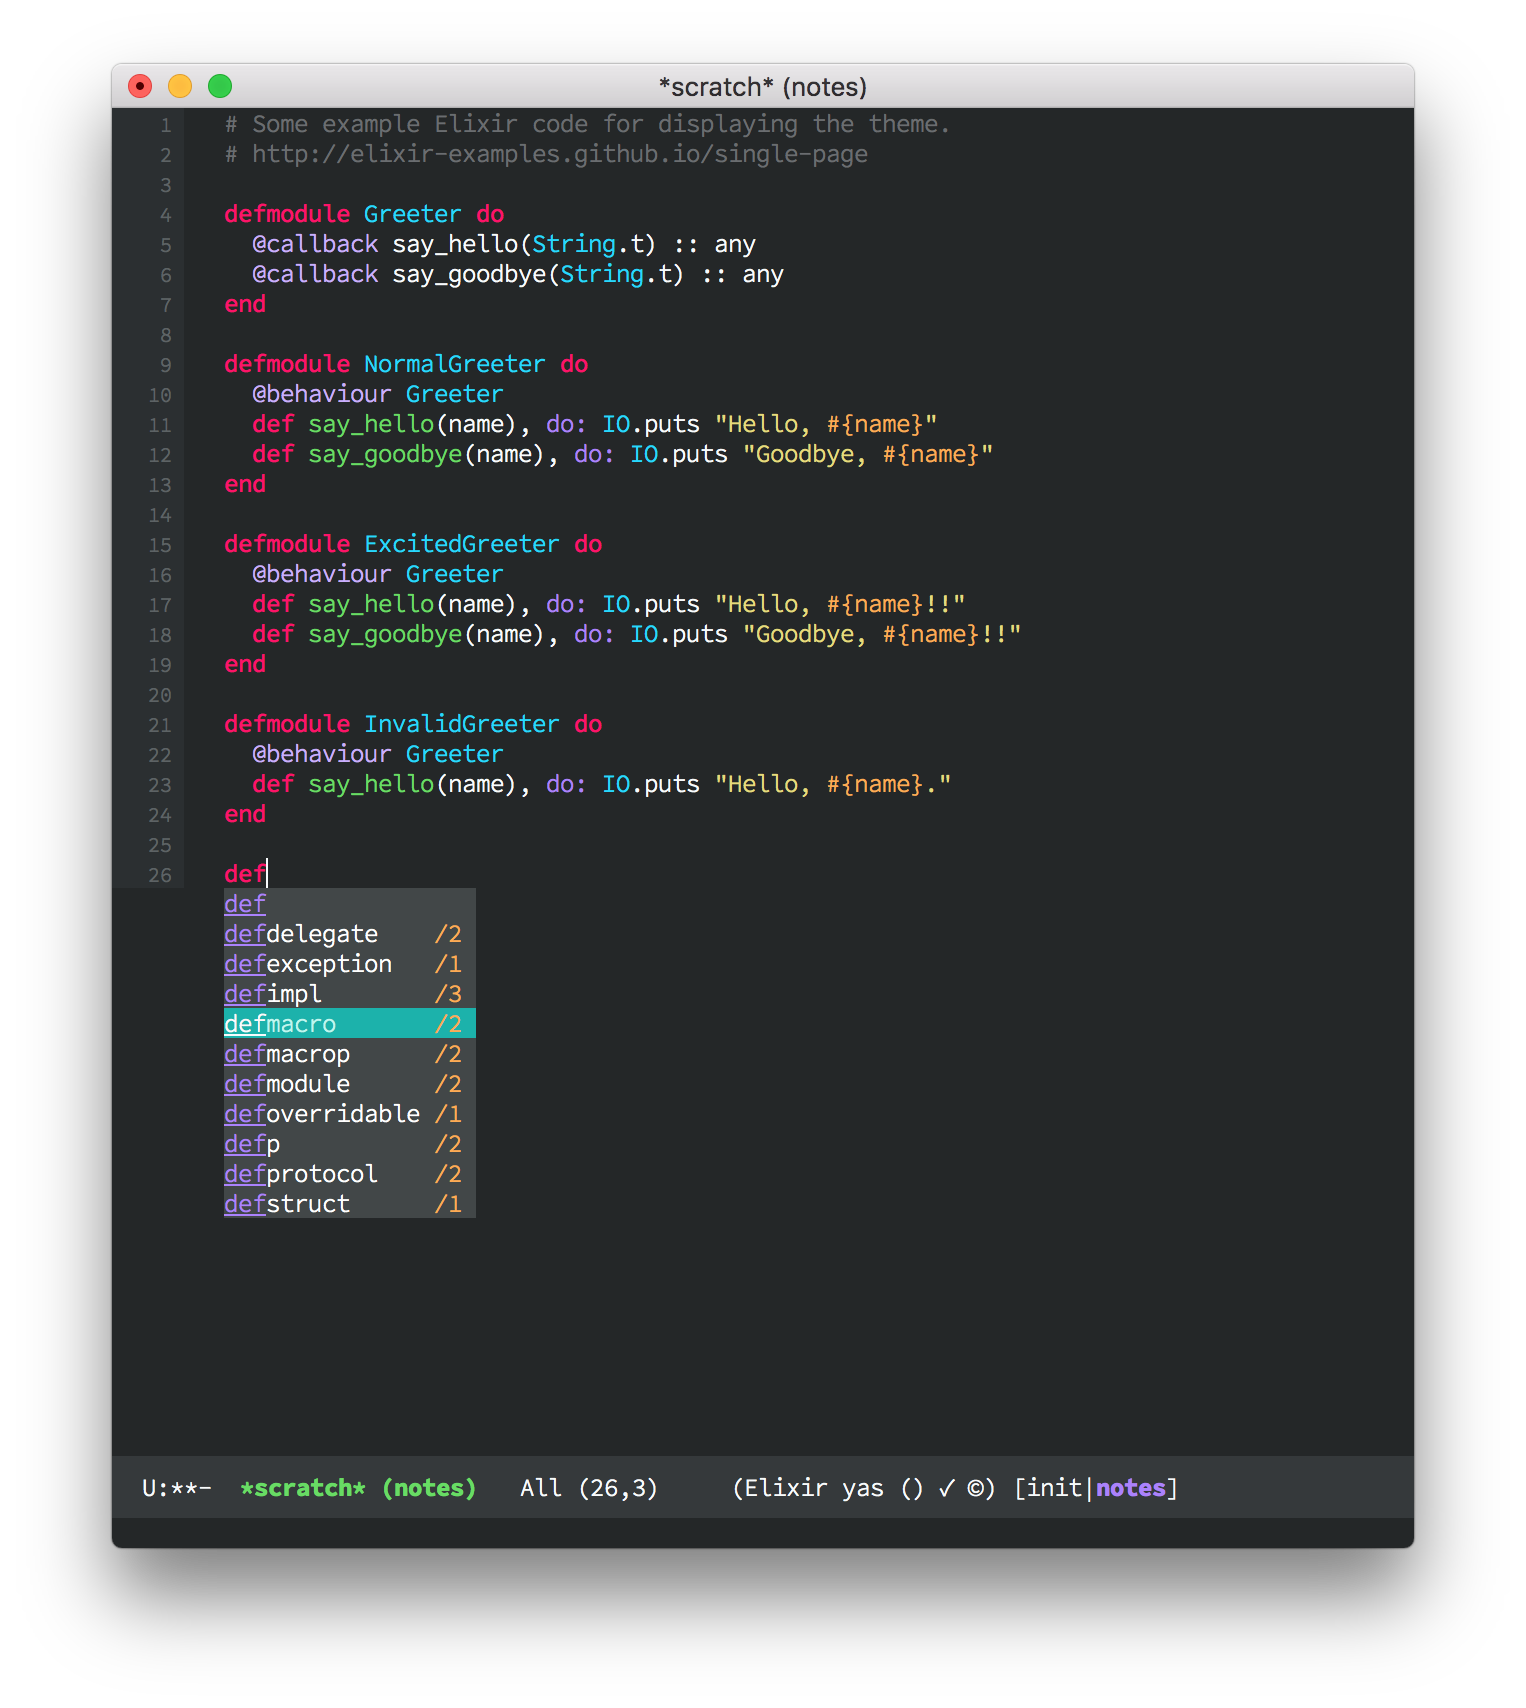 *scratch* (notes)
1 # Some example Elixir code for displaying the theme.
2 # http://elixir-examples.github.io/single-page
3
4 defmodule Greeter do
5   @callback say_hello(String.t) :: any
6   @callback say_goodbye(String.t) :: any
7 end
8
9 defmodule NormalGreeter do
10   @behaviour Greeter
11   def say_hello(name), do: IO.puts "Hello, #{name}"
12   def say_goodbye(name), do: IO.puts "Goodbye, #{name}"
13 end
14
15 defmodule ExcitedGreeter do
16   @behaviour Greeter
17   def say_hello(name), do: IO.puts "Hello, #{name}!!"
18   def say_goodbye(name), do: IO.puts "Goodbye, #{name}!!"
19 end
20
21 defmodule InvalidGreeter do
22   @behaviour Greeter
23   def say_hello(name), do: IO.puts "Hello, #{name}."
24 end
25
26 def
def
defdelegate /2
defexception /1
defimpl /3
defmacro /2
defmacrop /2
defmodule /2
defoverridable /1
defp /2
defprotocol /2
defstruct /1
U:**- *scratch* (notes) All (26,3) (Elixir yas () ✓ ©) [init|notes]